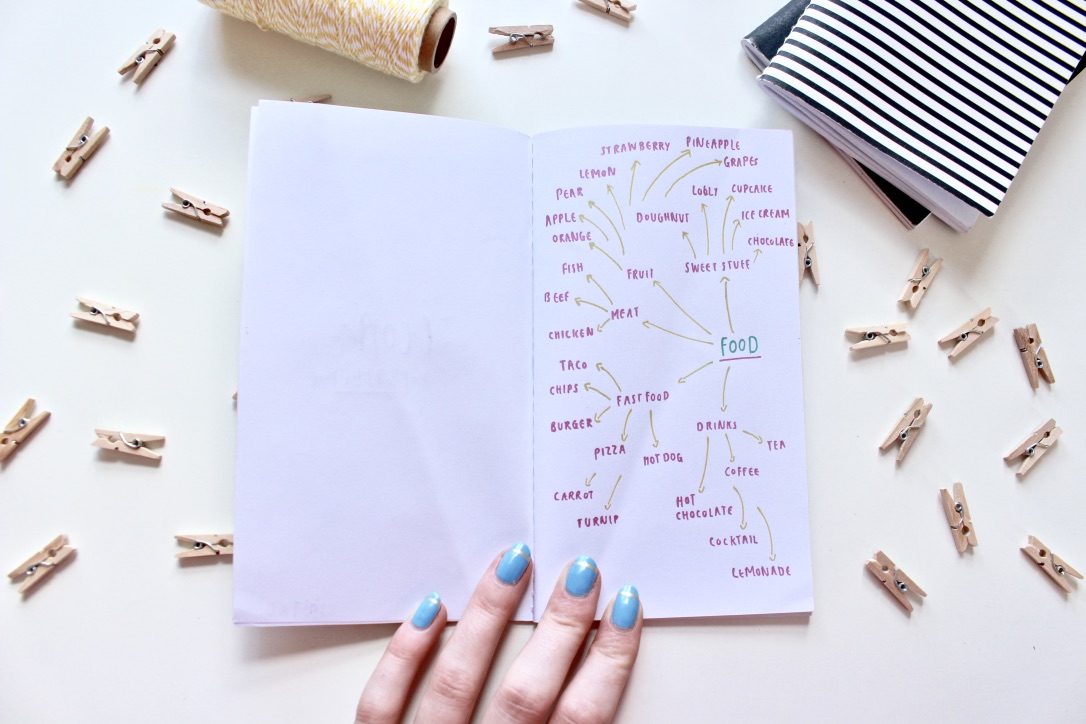 STRAWBERRY
PINEAPPLE
GRAPES
LEMON
PEAR
LOLLY
CUPCAKE
APPLE
DOUGHNUT
ICE CREAM
ORANGE
CHOCOLATE
FISH
FRUIT
SWEET STUFF
BEEF
MEAT
CHICKEN
FOOD
TACO
CHIPS
FAST FOOD
BURGER
DRINKS
PIZZA
HOT DOG
TEA
COFFEE
CARROT
HOT
CHOCOLATE
TURNIP
COCKTAIL
LEMONADE